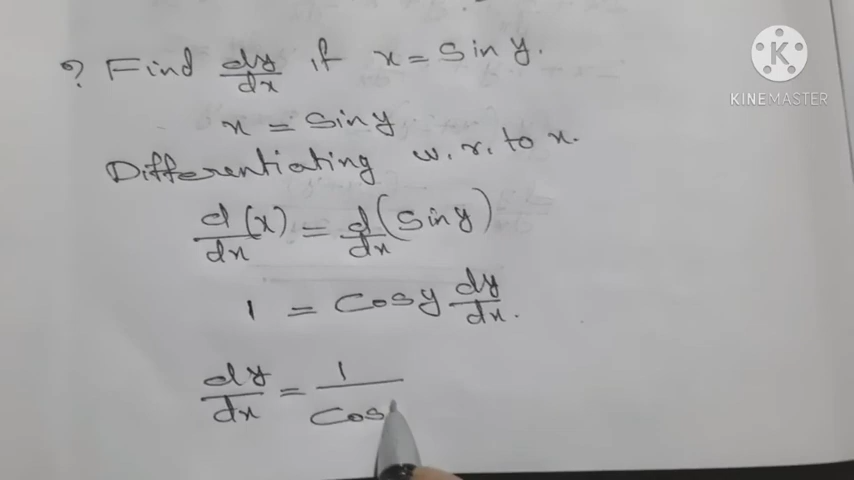 ? Find dy/dx if x = Sin y.
x = Sin y
Differentiating w. r. to x.
d/dx (x) = d/dx (Sin y)
1 = Cos y dy/dx.
dy/dx = 1/Cos
K
KINEMASTER